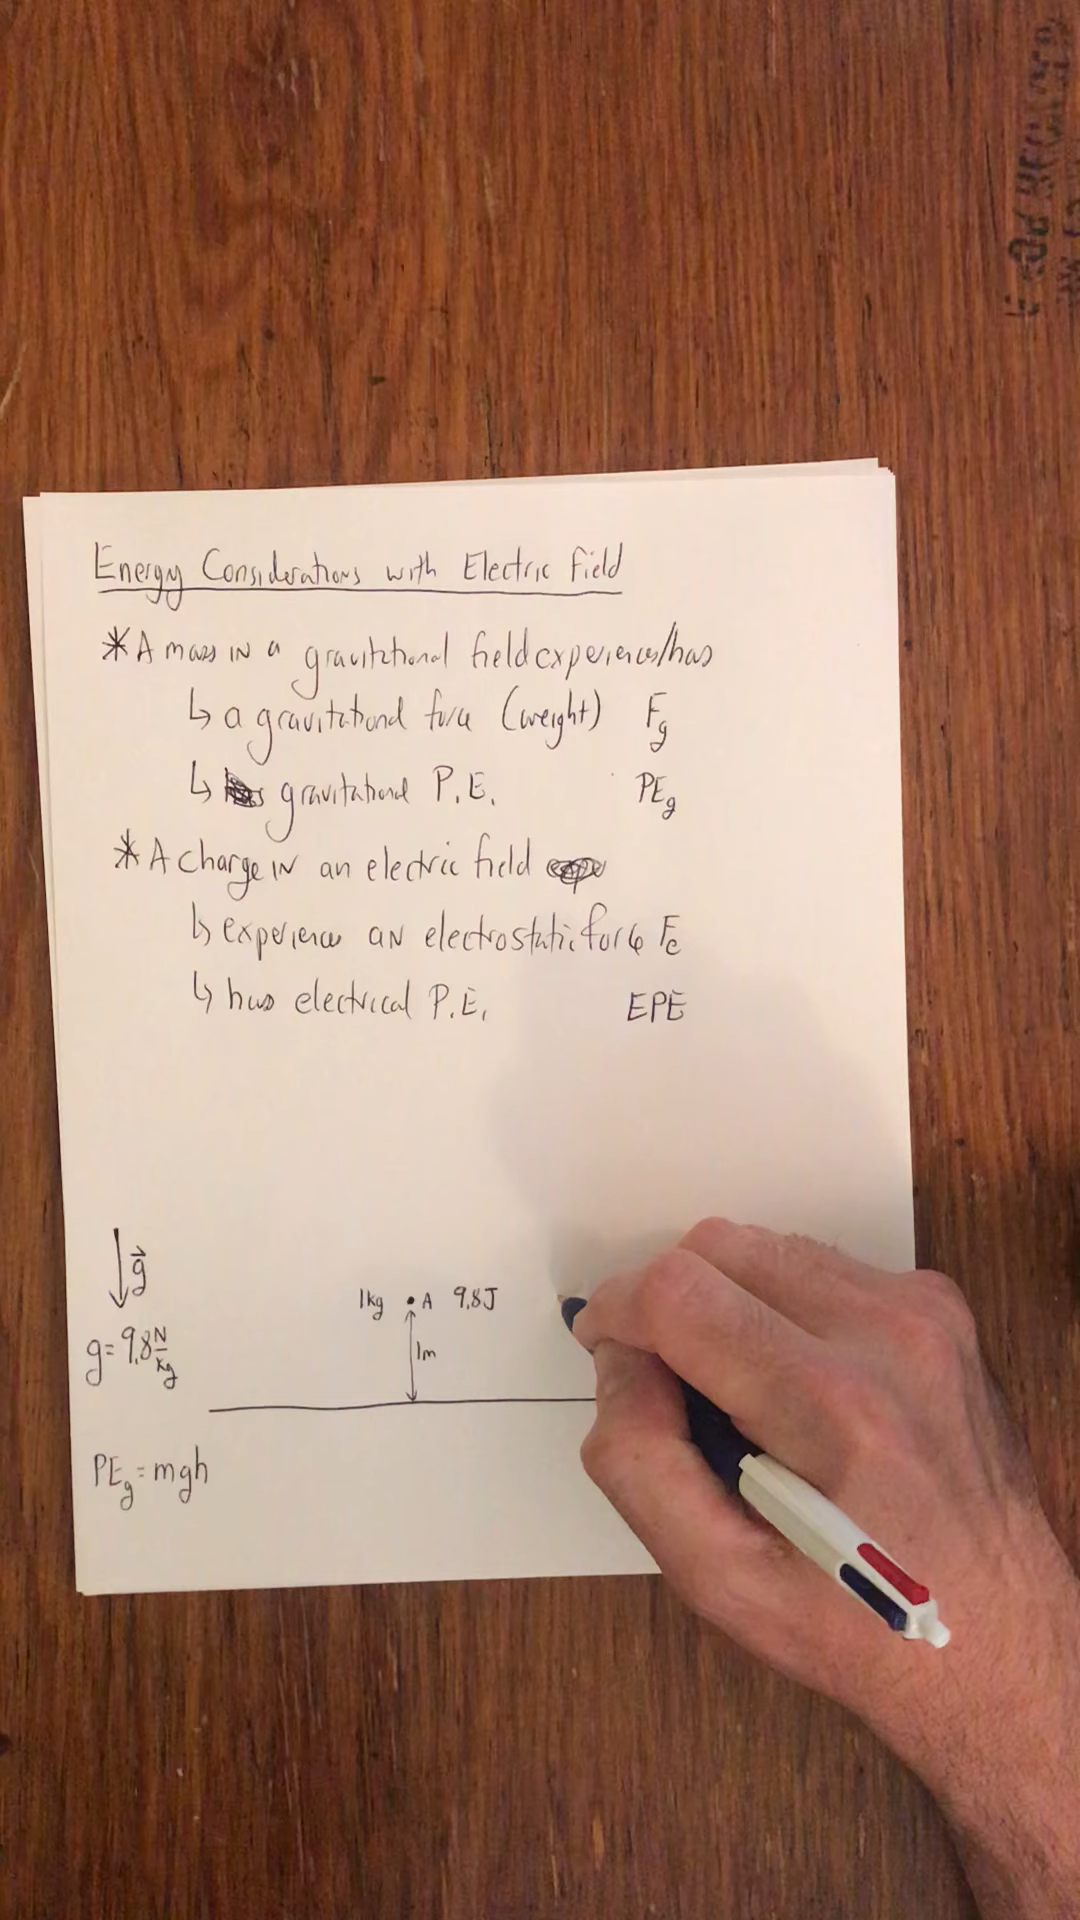 Energy Considerations with Electric Field
* A mass in a gravitational field experiences/has
↳ a gravitational force (weight) Fg
↳ gravitational P.E. PEg
* A charge in an electric field
↳ experiences an electrostatic force Fe
↳ has electrical P.E. EPE
g⃗
1kg • A 9.8J
1m
g = 9.8 N/kg
PEg = mgh